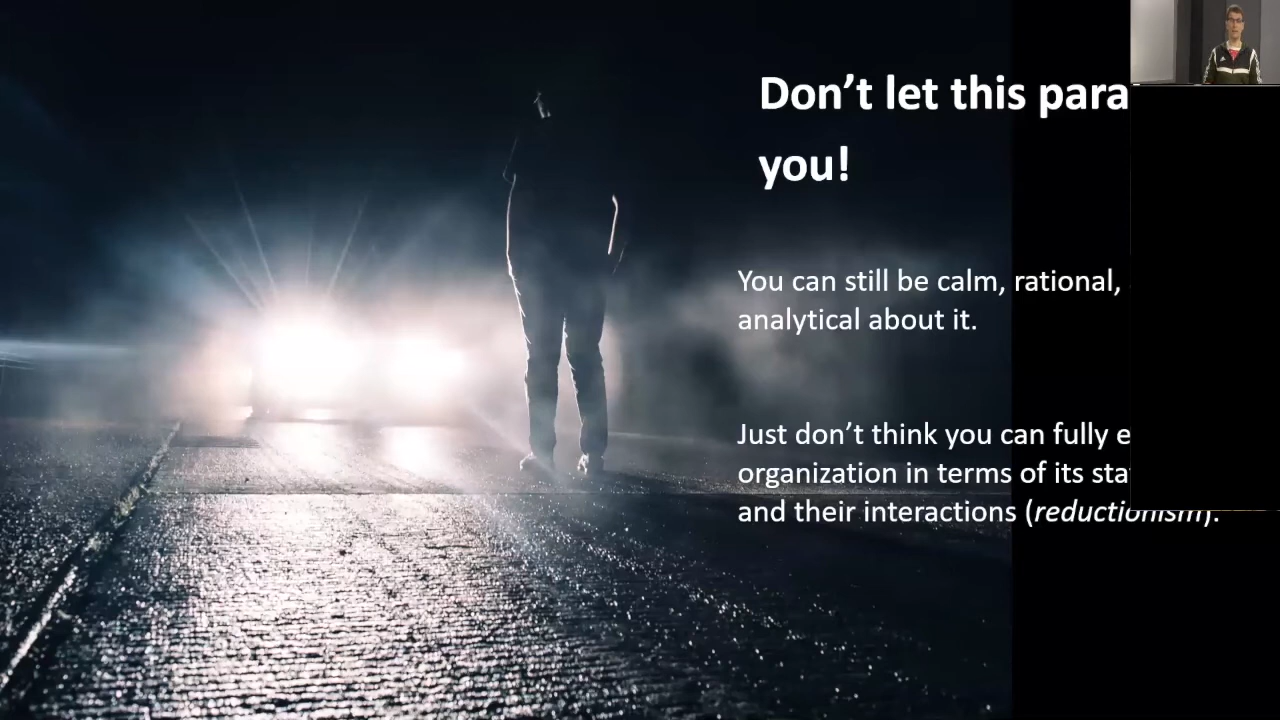 Don’t let this para
you!
You can still be calm, rational,
analytical about it.
Just don’t think you can fully e
organization in terms of its sta
and their interactions (reductionism).